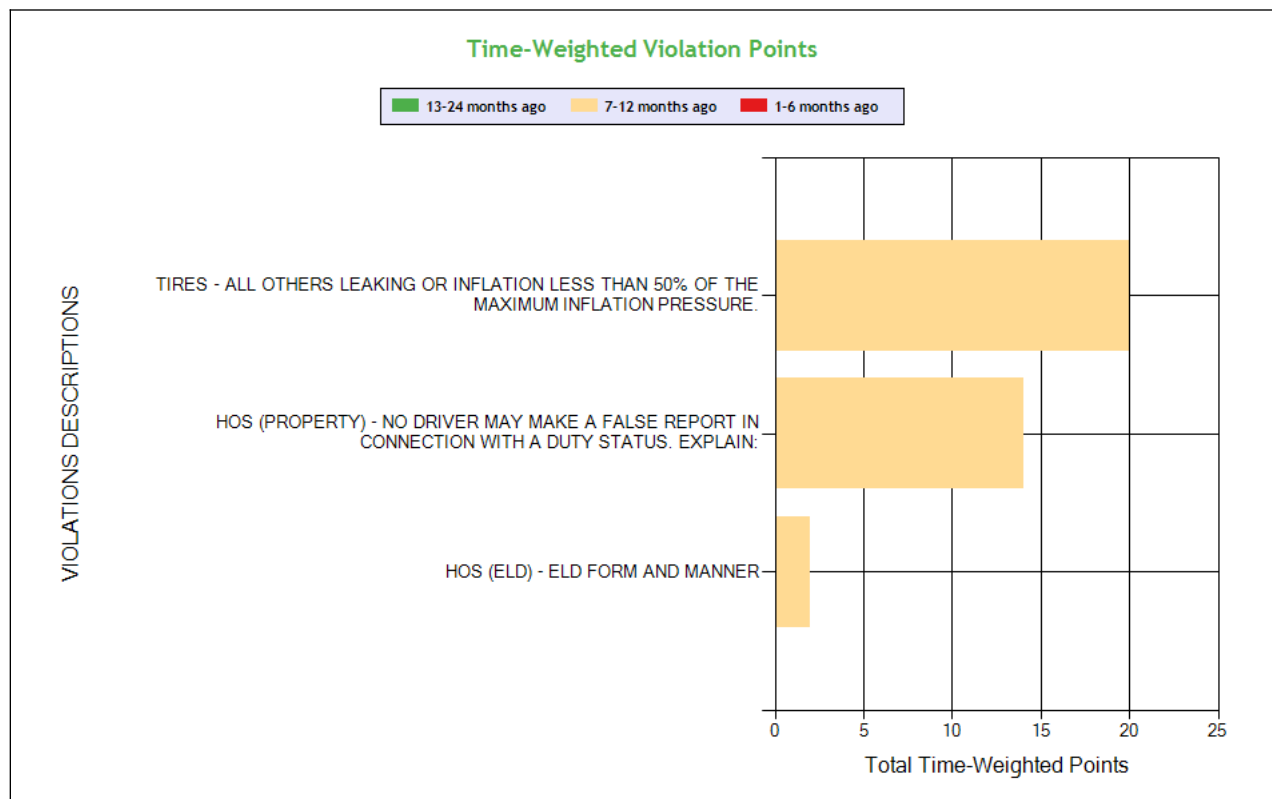 Time-Weighted Violation Points
13-24 months ago 7-12 months ago 1-6 months ago
VIOLATIONS DESCRIPTIONS
TIRES - ALL OTHERS LEAKING OR INFLATION LESS THAN 50% OF THE
MAXIMUM INFLATION PRESSURE.
HOS (PROPERTY) - NO DRIVER MAY MAKE A FALSE REPORT IN
CONNECTION WITH A DUTY STATUS. EXPLAIN:
HOS (ELD) - ELD FORM AND MANNER
0 5 10 15 20 25
Total Time-Weighted Points